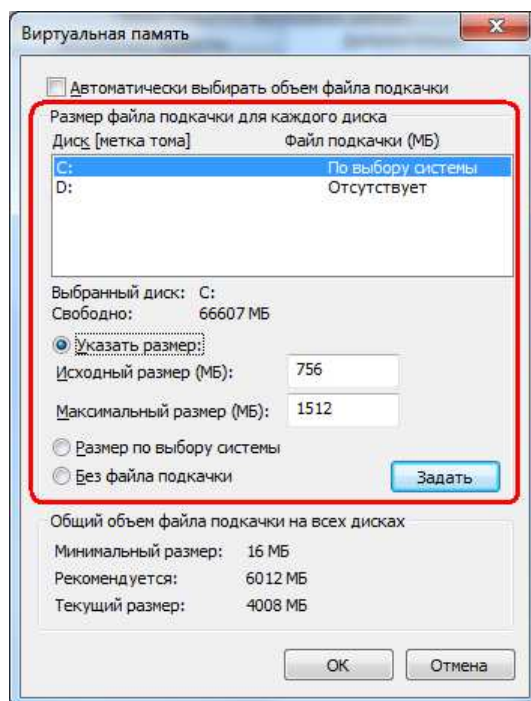 Виртуальная память
Автоматически выбирать объем файла подкачки
Размер файла подкачки для каждого диска
Диск [метка тома] Файл подкачки (МБ)
C: По выбору системы
D: Отсутствует
Выбранный диск: C:
Свободно: 66607 МБ
Указать размер:
Исходный размер (МБ): 756
Максимальный размер (МБ): 1512
Размер по выбору системы
Без файла подкачки Задать
Общий объем файла подкачки на всех дисках
Минимальный размер: 16 МБ
Рекомендуется: 6012 МБ
Текущий размер: 4008 МБ
ОК Отмена